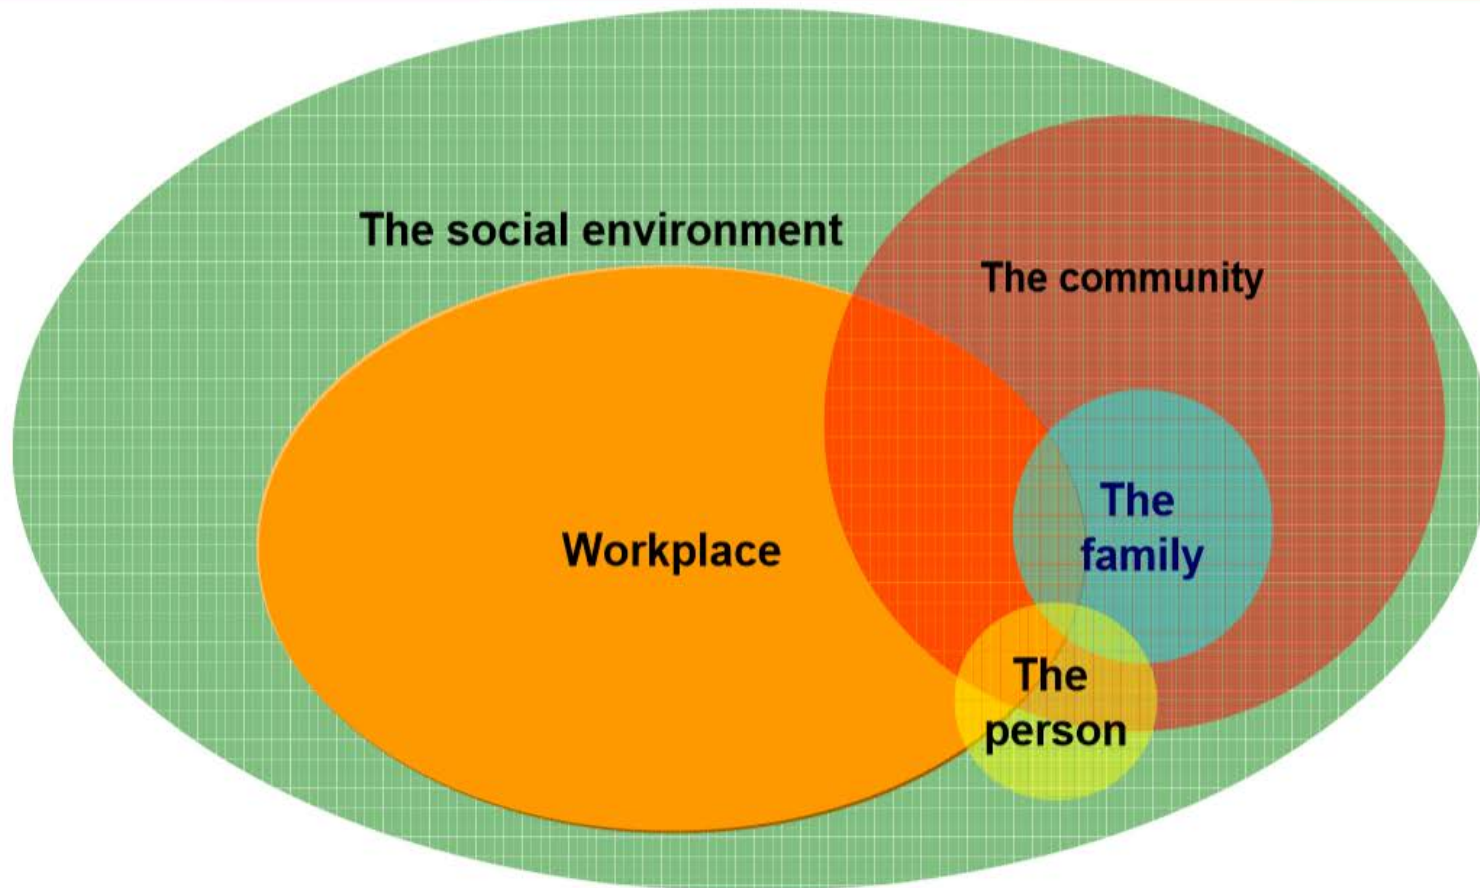 The social environment
The community
The
family
Workplace
The
person